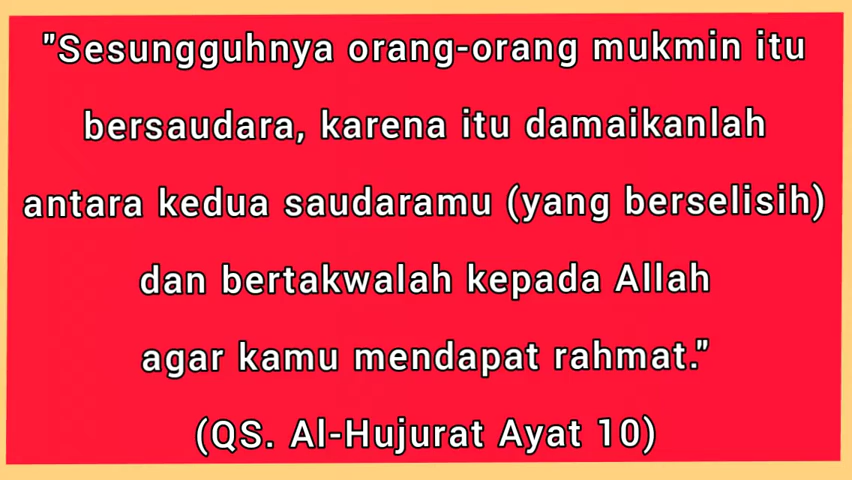 "Sesungguhnya orang-orang mukmin itu
bersaudara, karena itu damaikanlah
antara kedua saudaramu (yang berselisih)
dan bertakwalah kepada Allah
agar kamu mendapat rahmat."
(QS. Al-Hujurat Ayat 10)